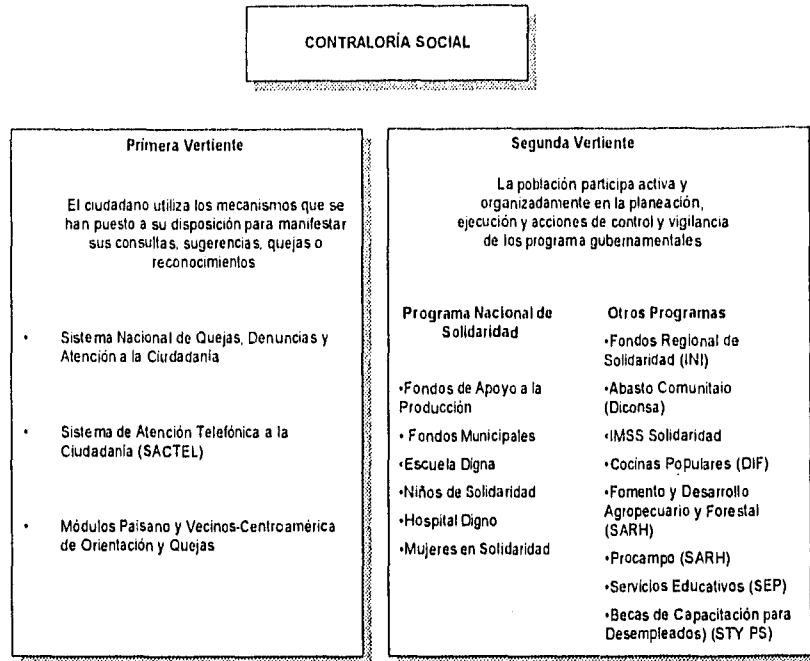 CONTRALORÍA SOCIAL
Primera Vertiente
El ciudadano utiliza los mecanismos que se
han puesto a su disposición para manifestar
sus consultas, sugerencias, quejas o
reconocimientos
• Sistema Nacional de Quejas, Denuncias y
Atención a la Ciudadanía
• Sistema de Atención Telefónica a la
Ciudadanía (SACTEL)
• Módulos Paisano y Vecinos-Centroamérica
de Orientación y Quejas
Segunda Vertiente
La población participa activa y
organizadamente en la planeación,
ejecución y acciones de control y vigilancia
de los programa gubernamentales
Programa Nacional de
Solidaridad
•Fondos de Apoyo a la
Producción
• Fondos Municipales
•Escuela Digna
•Niños de Solidaridad
•Hospital Digno
•Mujeres en Solidaridad
Otros Programas
•Fondos Regional de
Solidaridad (INI)
•Abasto Comunitaio
(Diconsa)
•IMSS Solidaridad
•Cocinas Populares (DIF)
•Fomento y Desarrollo
Agropecuario y Forestal
(SARH)
•Procampo (SARH)
•Servicios Educativos (SEP)
•Becas de Capacitación para
Desempleados) (STY PS)